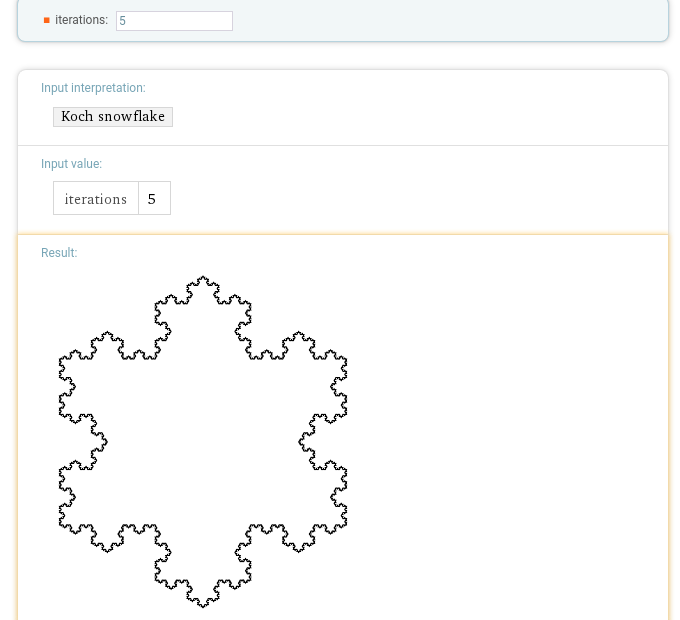 iterations: 5
Input interpretation:
Koch snowflake
Input value:
iterations 5
Result: